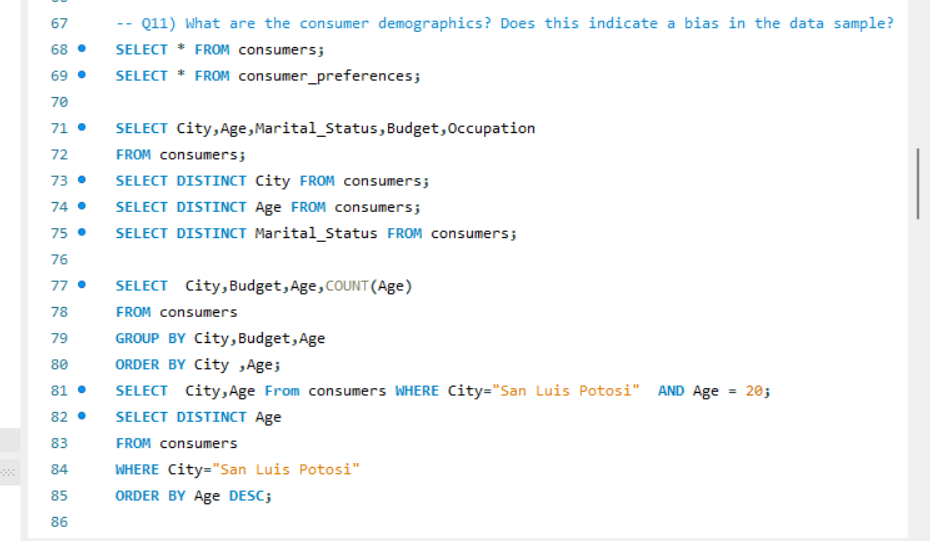 67 -- Q11) What are the consumer demographics? Does this indicate a bias in the data sample?
68 SELECT * FROM consumers;
69 SELECT * FROM consumer_preferences;
70
71 SELECT City,Age,Marital_Status,Budget,Occupation
72 FROM consumers;
73 SELECT DISTINCT City FROM consumers;
74 SELECT DISTINCT Age FROM consumers;
75 SELECT DISTINCT Marital_Status FROM consumers;
76
77 SELECT  City,Budget,Age,COUNT(Age)
78 FROM consumers
79 GROUP BY City,Budget,Age
80 ORDER BY City ,Age;
81 SELECT  City,Age From consumers WHERE City="San Luis Potosi"  AND Age = 20;
82 SELECT DISTINCT Age
83 FROM consumers
84 WHERE City="San Luis Potosi"
85 ORDER BY Age DESC;
86